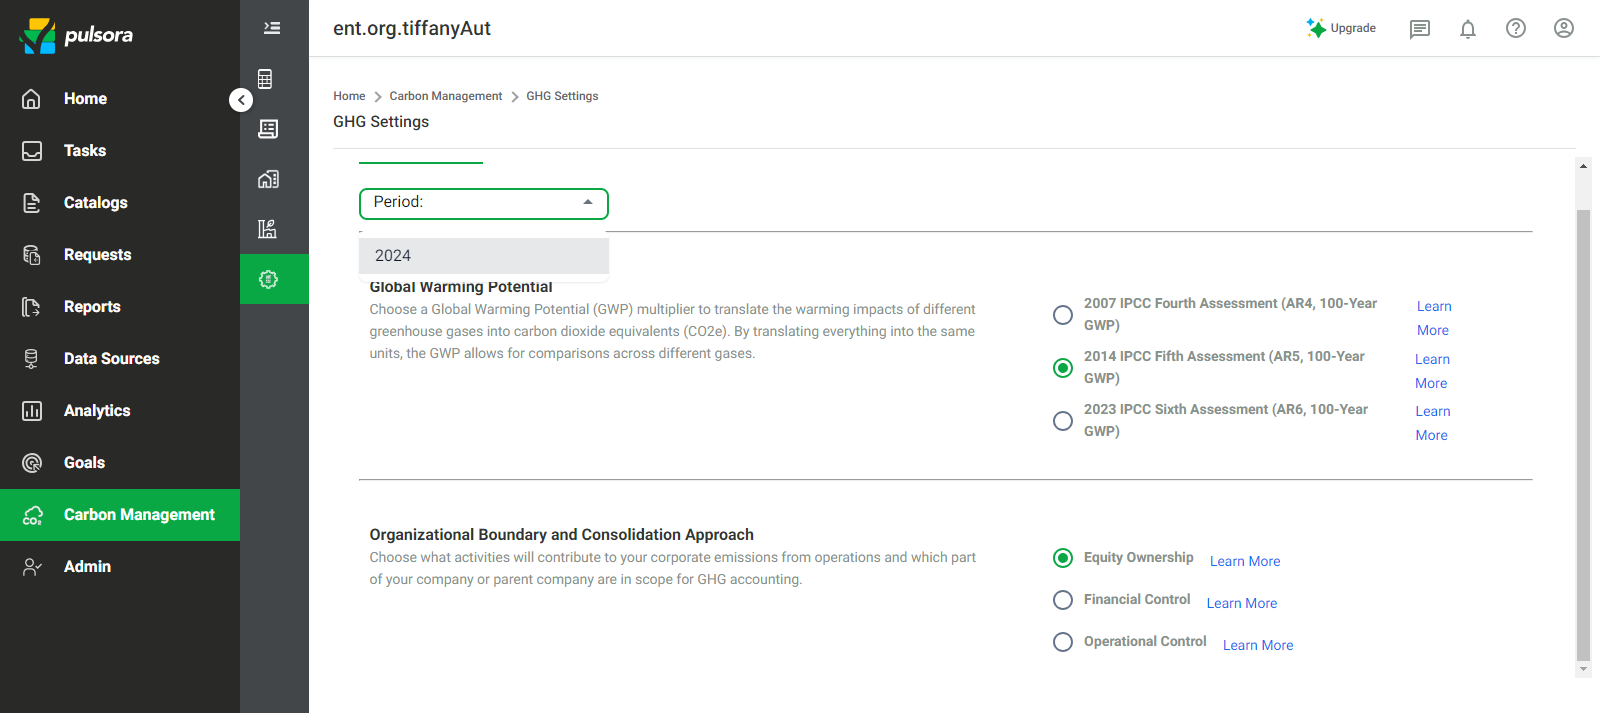 pulsora
ent.org.tiffanyAut
Upgrade
Home
Tasks
Catalogs
Requests
Reports
Data Sources
Analytics
Goals
Carbon Management
Admin
Home > Carbon Management > GHG Settings
GHG Settings
Period:
2024
Global Warming Potential
Choose a Global Warming Potential (GWP) multiplier to translate the warming impacts of different
greenhouse gases into carbon dioxide equivalents (CO2e). By translating everything into the same
units, the GWP allows for comparisons across different gases.
2007 IPCC Fourth Assessment (AR4, 100-Year
GWP)
Learn
More
2014 IPCC Fifth Assessment (AR5, 100-Year
GWP)
Learn
More
2023 IPCC Sixth Assessment (AR6, 100-Year
GWP)
Learn
More
Organizational Boundary and Consolidation Approach
Choose what activities will contribute to your corporate emissions from operations and which part
of your company or parent company are in scope for GHG accounting.
Equity Ownership Learn More
Financial Control Learn More
Operational Control Learn More